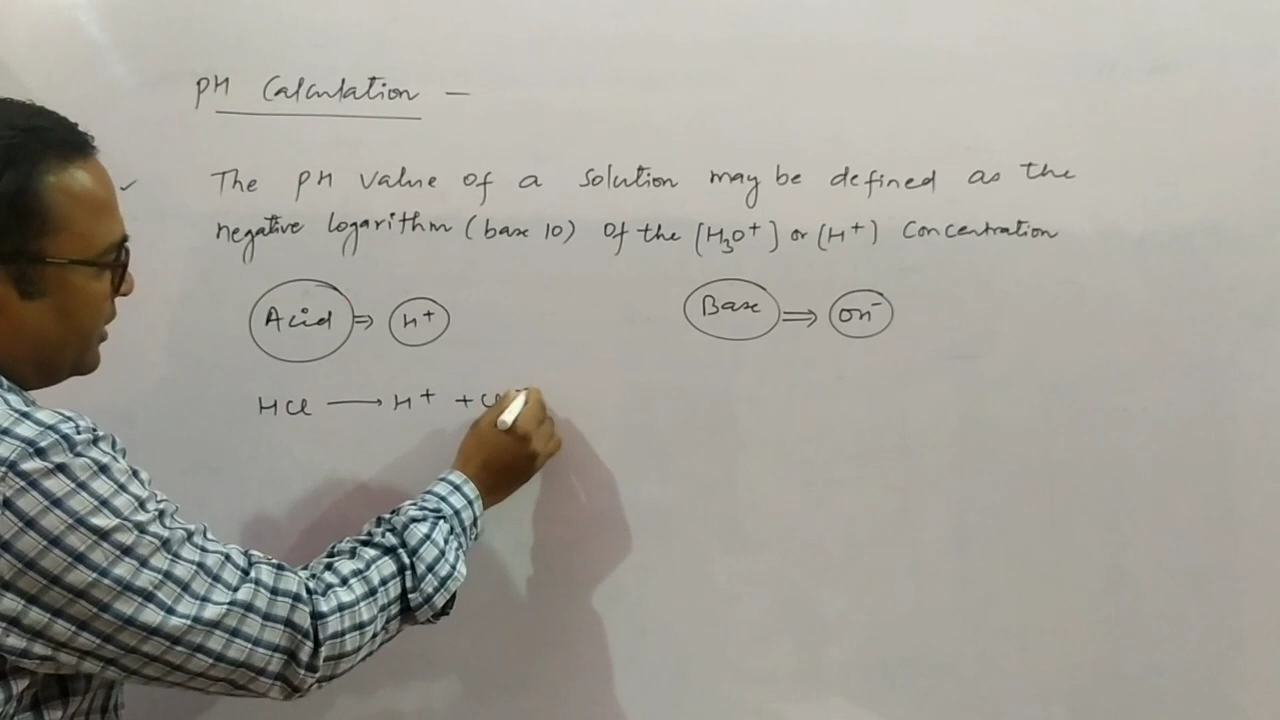 PH Calculation —
✓ The PH value of a solution may be defined as the
negative logarithm (base 10) of the [H₃O⁺] or (H⁺) Concentration
Acid ⇒ H⁺
Base ⇒ OH⁻
HCl ⟶ H⁺ +